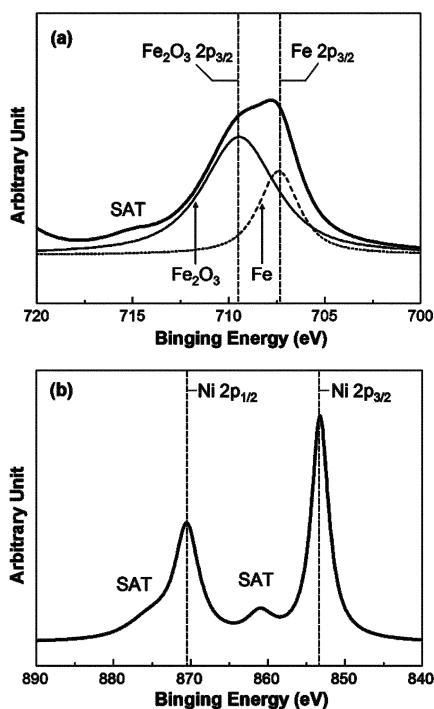 (a)
Fe₂O₃ 2p₃/₂
Fe 2p₃/₂
SAT
Fe₂O₃
Fe
Arbitrary Unit
720 715 710 705 700
Binging Energy (eV)
(b)
Ni 2p₁/₂
Ni 2p₃/₂
SAT
SAT
Arbitrary Unit
890 880 870 860 850 840
Binging Energy (eV)